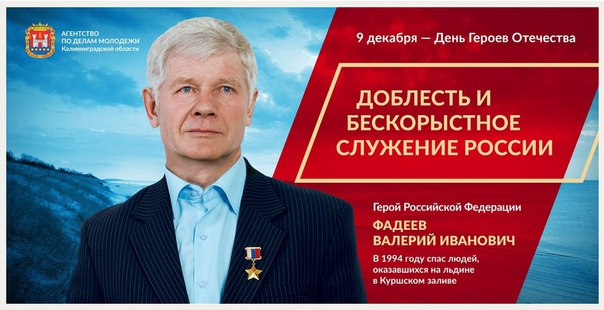 АГЕНТСТВО
ПО ДЕЛАМ МОЛОДЕЖИ
Калининградской области
9 декабря — День Героев Отечества
ДОБЛЕСТЬ И
БЕСКОРЫСТНОЕ
СЛУЖЕНИЕ РОССИИ
Герой Российской Федерации
ФАДЕЕВ
ВАЛЕРИЙ ИВАНОВИЧ
В 1994 году спас людей,
оказавшихся на льдине
в Куршском заливе